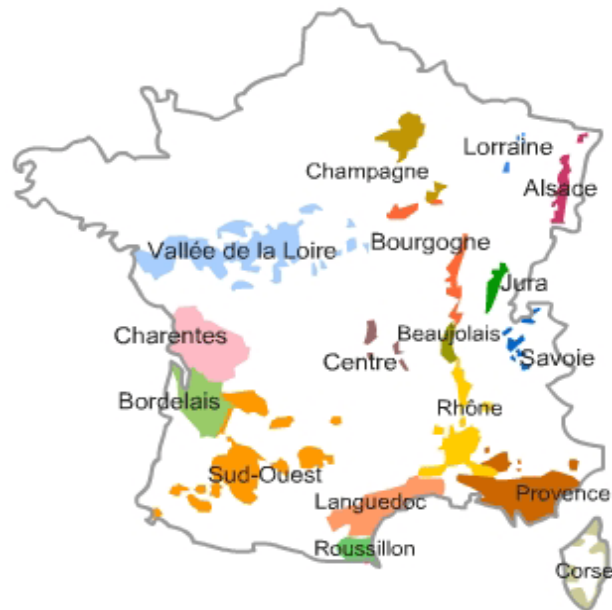 Lorraine
Champagne
Alsace
Bourgogne
Vallée de la Loire
Jura
Charentes
Beaujolais
Centre
Savoie
Bordelais
Rhône
Sud-Ouest
Languedoc
Provence
Roussillon
Corse